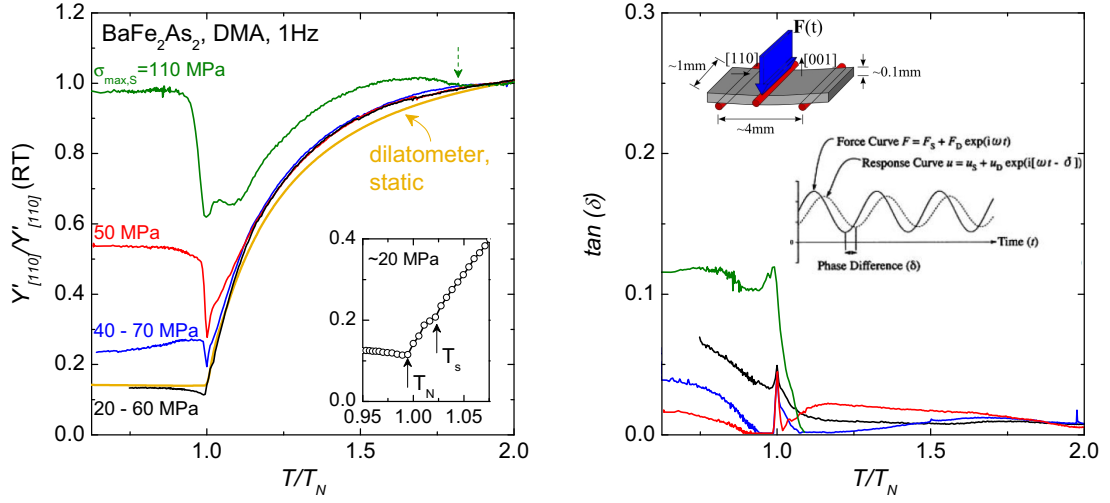 BaFe₂As₂, DMA, 1Hz
σmax,S=110 MPa
dilatometer,
static
50 MPa
40 - 70 MPa
20 - 60 MPa
~20 MPa
0.4
0.2
0.0
0.95
1.00
1.05
T_N
T_s
Y'[110]/Y'[110] (RT)
1.2
1.0
0.8
0.6
0.4
0.2
0.0
1.0
1.5
2.0
T/T_N
F(t)
[110]
[001]
~1mm
~0.1mm
~4mm
Force Curve F = F_S + F_D exp(i ω t)
Response Curve u = u_S + u_D exp(i[ωt - δ])
0
Time (t)
Phase Difference (δ)
tan (δ)
0.3
0.2
0.1
0.0
1.0
1.5
2.0
T/T_N